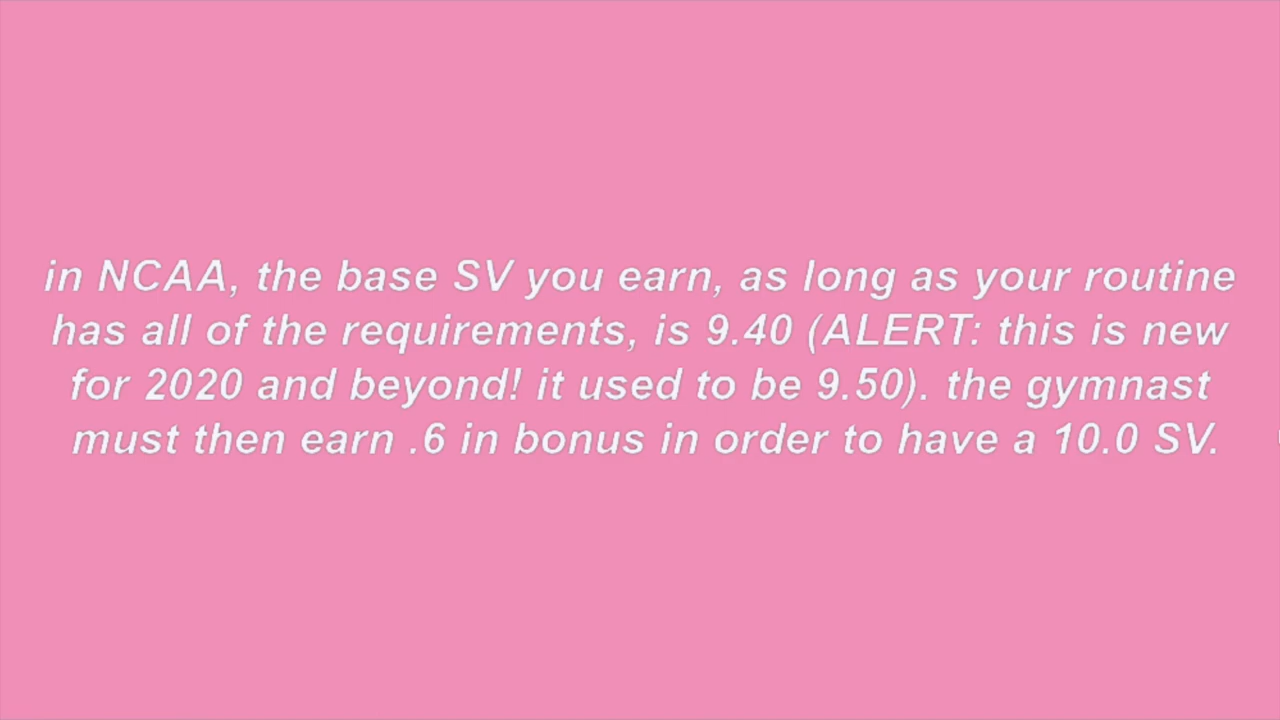 in NCAA, the base SV you earn, as long as your routine
has all of the requirements, is 9.40 (ALERT: this is new
for 2020 and beyond! it used to be 9.50). the gymnast
must then earn .6 in bonus in order to have a 10.0 SV.